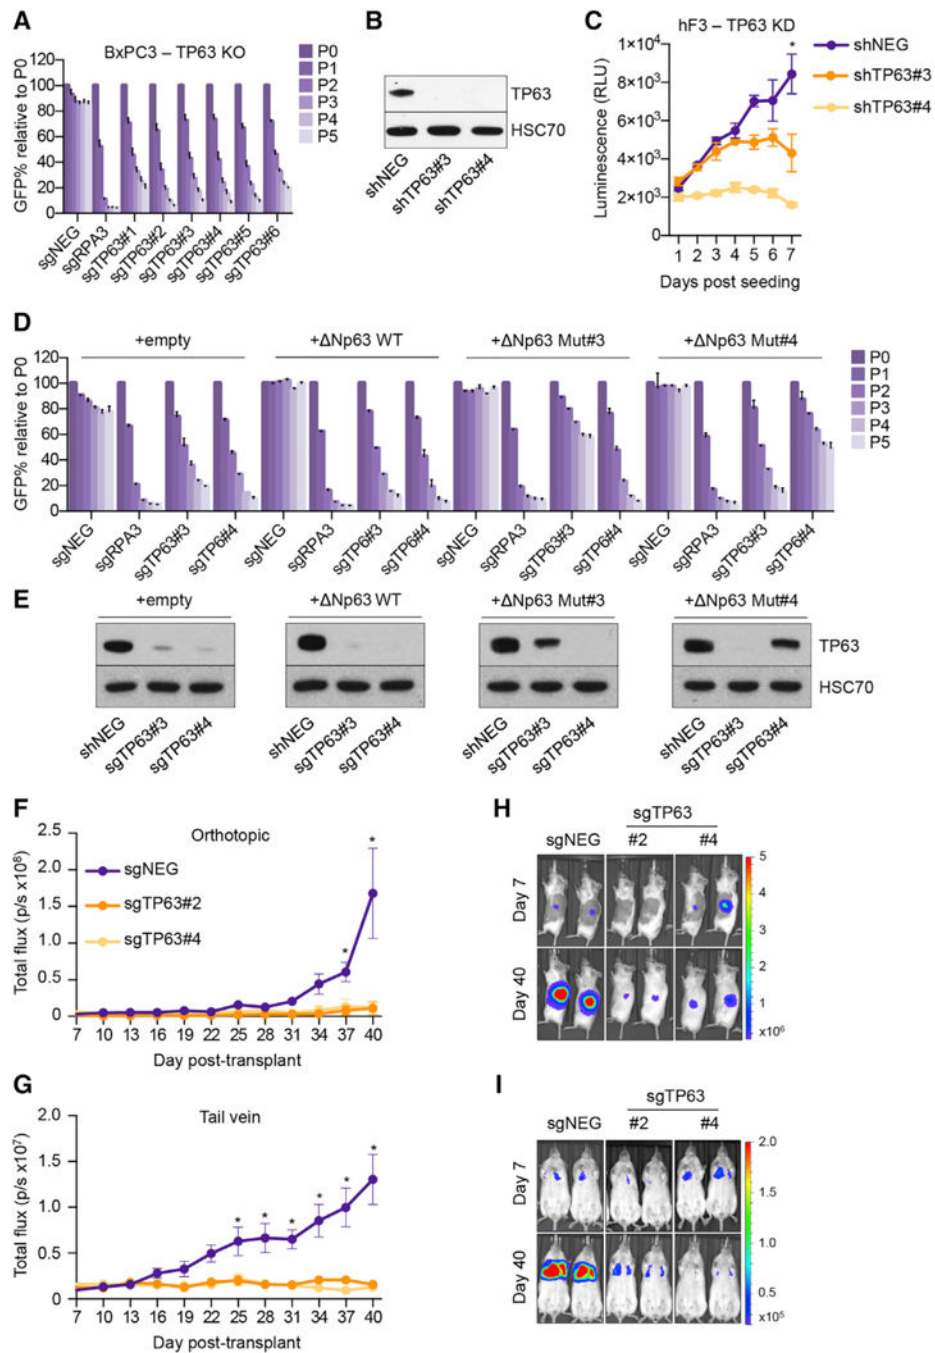 A
BxPC3 – TP63 KO
GFP% relative to P0
120
100
80
60
40
20
0
P0
P1
P2
P3
P4
P5
sgNEG
sgRPA3
sgTP63#1
sgTP63#2
sgTP63#3
sgTP63#4
sgTP63#5
sgTP63#6
B
TP63
HSC70
shNEG
shTP63#3
shTP63#4
C
hF3 – TP63 KD
Luminescence (RLU)
1×10⁴
8×10³
6×10³
4×10³
2×10³
0
*
1 2 3 4 5 6 7
Days post seeding
shNEG
shTP63#3
shTP63#4
D
+empty
+ΔNp63 WT
+ΔNp63 Mut#3
+ΔNp63 Mut#4
GFP% relative to P0
120
100
80
60
40
20
0
P0
P1
P2
P3
P4
P5
sgNEG
sgRPA3
sgTP63#3
sgTP6#4
sgNEG
sgRPA3
sgTP6#3
sgTP6#4
sgNEG
sgRPA3
sgTP63#3
sgTP6#4
sgNEG
sgRPA3
sgTP63#3
sgTP6#4
E
+empty
+ΔNp63 WT
+ΔNp63 Mut#3
+ΔNp63 Mut#4
TP63
HSC70
shNEG
sgTP63#3
sgTP63#4
shNEG
sgTP63#3
sgTP63#4
shNEG
sgTP63#3
sgTP63#4
shNEG
sgTP63#3
sgTP63#4
F
Orthotopic
Total flux (p/s x10⁸)
2.5
2.0
1.5
1.0
0.5
0
sgNEG
sgTP63#2
sgTP63#4
* *
7 10 13 16 19 22 25 28 31 34 37 40
Day post-transplant
G
Tail vein
Total flux (p/s x10⁷)
2.0
1.5
1.0
0.5
0
* * * * * *
7 10 13 16 19 22 25 28 31 34 37 40
Day post-transplant
H
sgTP63
sgNEG #2 #4
Day 7
Day 40
5
4
3
2
1
x10⁶
I
sgTP63
sgNEG #2 #4
Day 7
Day 40
2.0
1.5
1.0
0.5
x10⁵